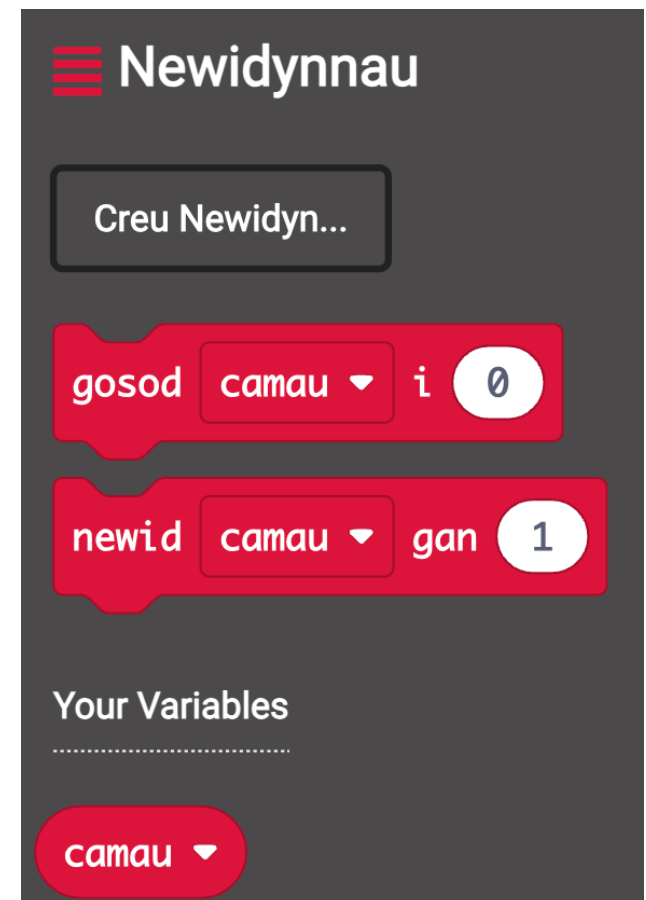 Newidynnau
Creu Newidyn...
gosod camau i 0
newid camau gan 1
Your Variables
camau